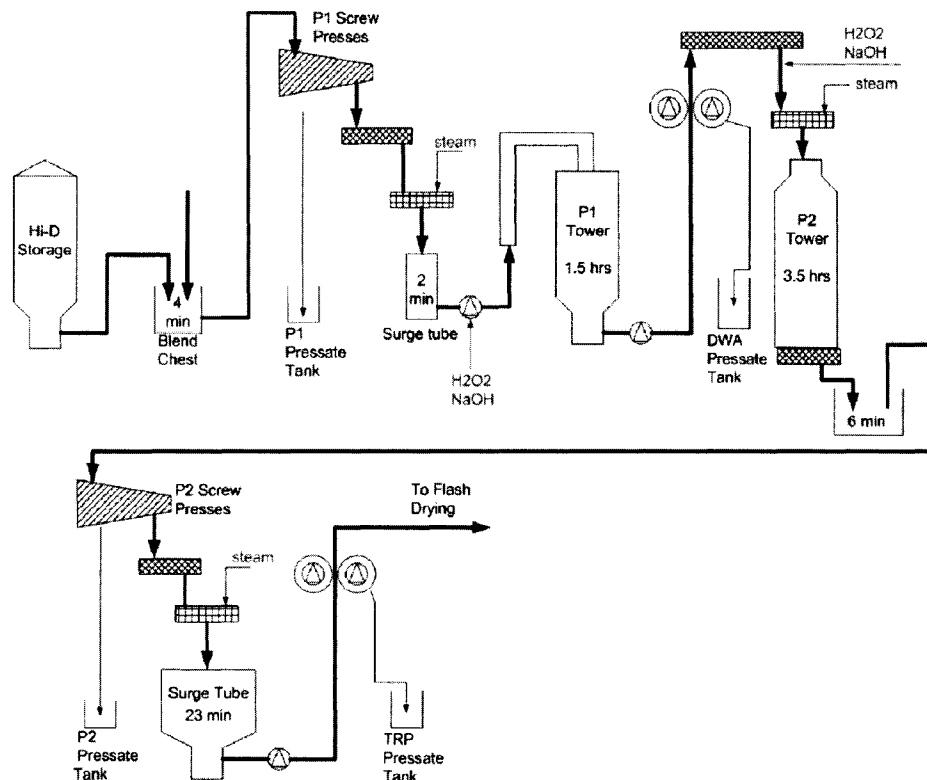 P1 Screw
Presses
H2O2
NaOH
steam
steam
Hi-D
Storage
P1
Tower
1.5 hrs
P2
Tower
3.5 hrs
4
min
Blend
Chest
2
min
Surge tube
P1
Pressate
Tank
H2O2
NaOH
DWA
Pressate
Tank
6 min
P2 Screw
Presses
To Flash
Drying
steam
Surge Tube
23 min
P2
Pressate
Tank
TRP
Pressate
Tank